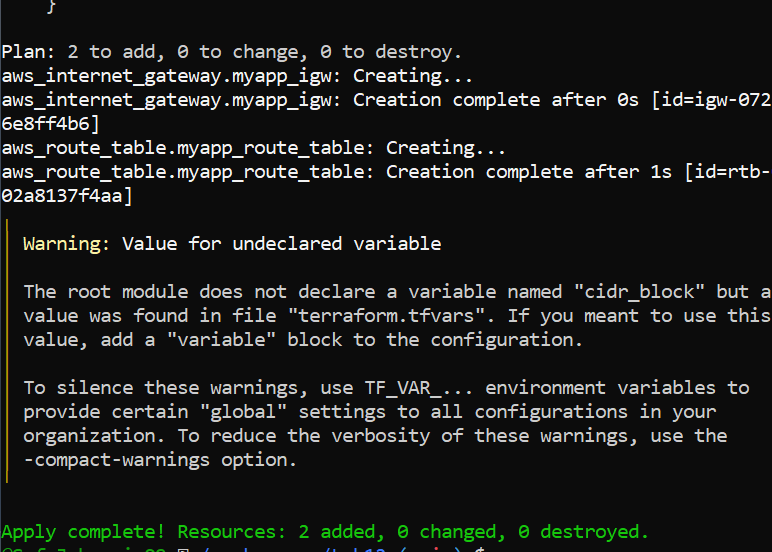 }
Plan: 2 to add, 0 to change, 0 to destroy.
aws_internet_gateway.myapp_igw: Creating...
aws_internet_gateway.myapp_igw: Creation complete after 0s [id=igw-072
6e8ff4b6]
aws_route_table.myapp_route_table: Creating...
aws_route_table.myapp_route_table: Creation complete after 1s [id=rtb-
02a8137f4aa]
Warning: Value for undeclared variable
The root module does not declare a variable named "cidr_block" but a
value was found in file "terraform.tfvars". If you meant to use this
value, add a "variable" block to the configuration.
To silence these warnings, use TF_VAR_... environment variables to
provide certain "global" settings to all configurations in your
organization. To reduce the verbosity of these warnings, use the
-compact-warnings option.
Apply complete! Resources: 2 added, 0 changed, 0 destroyed.